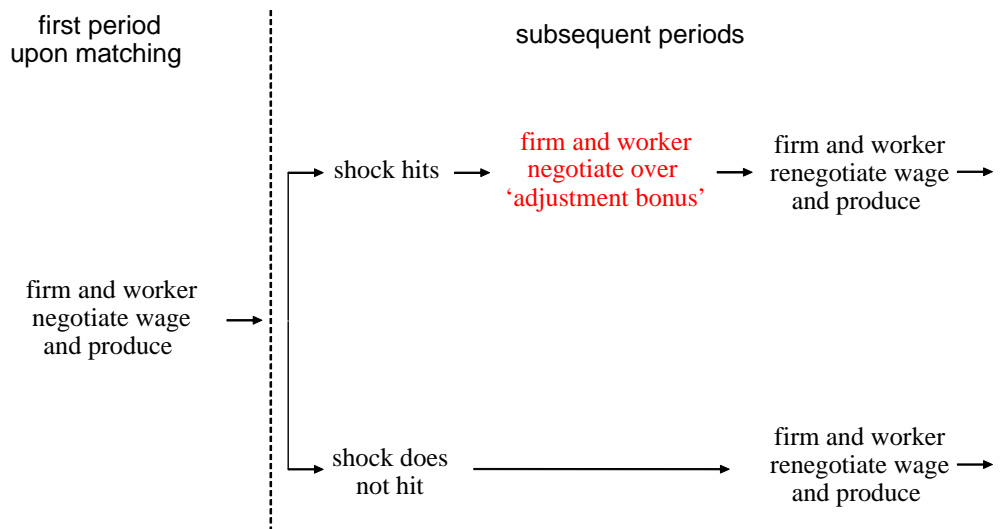 first period
upon matching
subsequent periods
shock hits
firm and worker
negotiate over
‘adjustment bonus’
firm and worker
renegotiate wage
and produce
firm and worker
negotiate wage
and produce
shock does
not hit
firm and worker
renegotiate wage
and produce